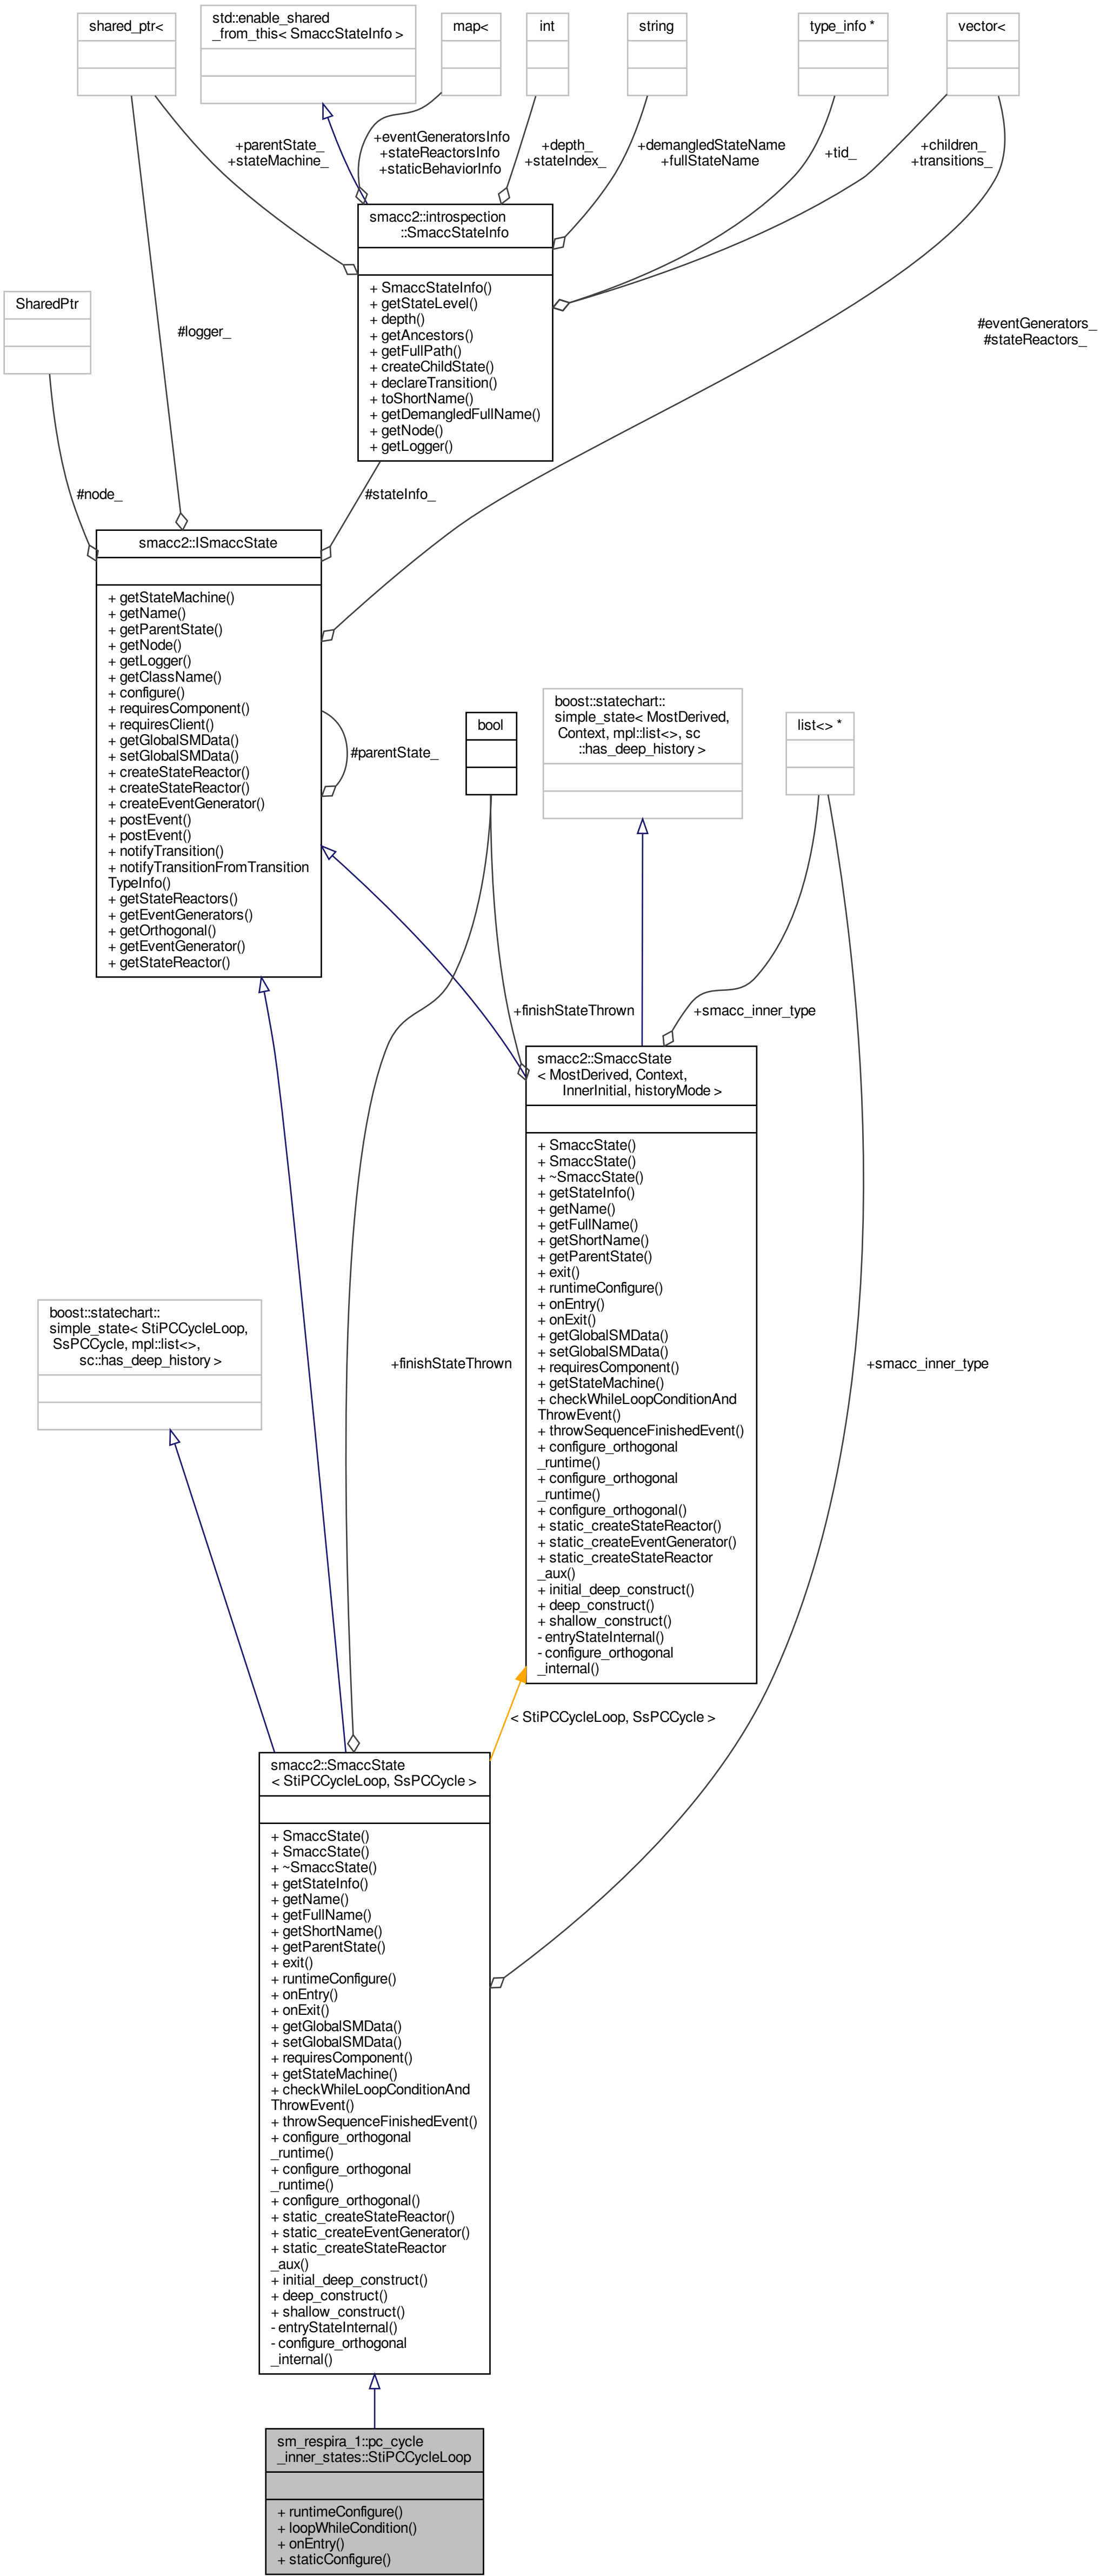 shared_ptr<
std::enable_shared
_from_this< SmaccStateInfo >
map<
int
string
type_info *
vector<
+parentState_
+stateMachine_
+eventGeneratorsInfo
+stateReactorsInfo
+staticBehaviorInfo
+depth_
+stateIndex_
+demangledStateName
+fullStateName
+tid_
+children_
+transitions_
smacc2::introspection
::SmaccStateInfo
+ SmaccStateInfo()
+ getStateLevel()
+ depth()
+ getAncestors()
+ getFullPath()
+ createChildState()
+ declareTransition()
+ toShortName()
+ getDemangledFullName()
+ getNode()
+ getLogger()
SharedPtr
#logger_
#eventGenerators_
#stateReactors_
#node_
#stateInfo_
smacc2::ISmaccState
+ getStateMachine()
+ getName()
+ getParentState()
+ getNode()
+ getLogger()
+ getClassName()
+ configure()
+ requiresComponent()
+ requiresClient()
+ getGlobalSMData()
+ setGlobalSMData()
+ createStateReactor()
+ createStateReactor()
+ createEventGenerator()
+ postEvent()
+ postEvent()
+ notifyTransition()
+ notifyTransitionFromTransition
TypeInfo()
+ getStateReactors()
+ getEventGenerators()
+ getOrthogonal()
+ getEventGenerator()
+ getStateReactor()
#parentState_
bool
boost::statechart::
simple_state< MostDerived,
Context, mpl::list<>, sc
::has_deep_history >
list<> *
+finishStateThrown
+smacc_inner_type
smacc2::SmaccState
< MostDerived, Context,
InnerInitial, historyMode >
+ SmaccState()
+ SmaccState()
+ ~SmaccState()
+ getStateInfo()
+ getName()
+ getFullName()
+ getShortName()
+ getParentState()
+ exit()
+ runtimeConfigure()
+ onEntry()
+ onExit()
+ getGlobalSMData()
+ setGlobalSMData()
+ requiresComponent()
+ getStateMachine()
+ checkWhileLoopConditionAnd
ThrowEvent()
+ throwSequenceFinishedEvent()
+ configure_orthogonal
_runtime()
+ configure_orthogonal
_runtime()
+ configure_orthogonal()
+ static_createStateReactor()
+ static_createEventGenerator()
+ static_createStateReactor
_aux()
+ initial_deep_construct()
+ deep_construct()
+ shallow_construct()
- entryStateInternal()
- configure_orthogonal
_internal()
boost::statechart::
simple_state< StiPCCycleLoop,
SsPCCycle, mpl::list<>,
sc::has_deep_history >
+finishStateThrown
+smacc_inner_type
< StiPCCycleLoop, SsPCCycle >
smacc2::SmaccState
< StiPCCycleLoop, SsPCCycle >
+ SmaccState()
+ SmaccState()
+ ~SmaccState()
+ getStateInfo()
+ getName()
+ getFullName()
+ getShortName()
+ getParentState()
+ exit()
+ runtimeConfigure()
+ onEntry()
+ onExit()
+ getGlobalSMData()
+ setGlobalSMData()
+ requiresComponent()
+ getStateMachine()
+ checkWhileLoopConditionAnd
ThrowEvent()
+ throwSequenceFinishedEvent()
+ configure_orthogonal
_runtime()
+ configure_orthogonal
_runtime()
+ configure_orthogonal()
+ static_createStateReactor()
+ static_createEventGenerator()
+ static_createStateReactor
_aux()
+ initial_deep_construct()
+ deep_construct()
+ shallow_construct()
- entryStateInternal()
- configure_orthogonal
_internal()
sm_respira_1::pc_cycle
_inner_states::StiPCCycleLoop
+ runtimeConfigure()
+ loopWhileCondition()
+ onEntry()
+ staticConfigure()